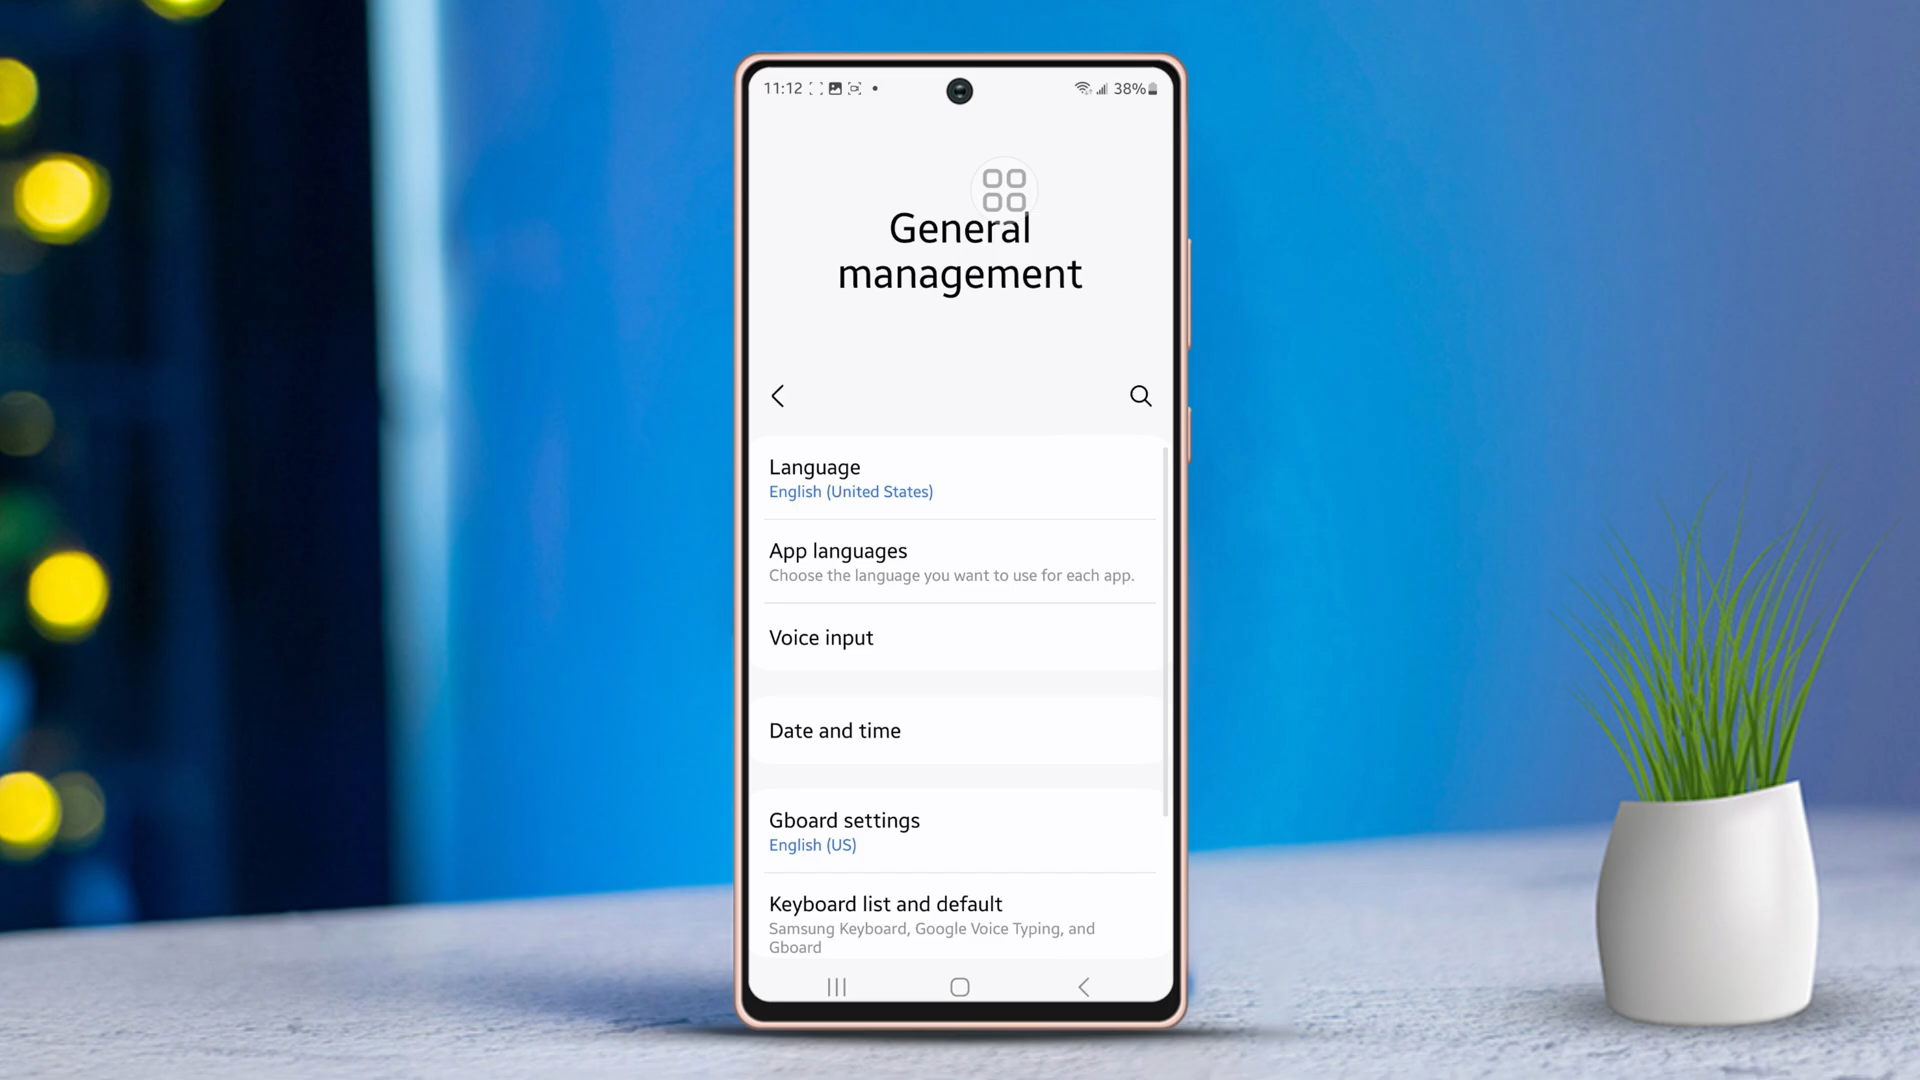 11:12
38%
General
management
Language
English (United States)
App languages
Choose the language you want to use for each app.
Voice input
Date and time
Gboard settings
English (US)
Keyboard list and default
Samsung Keyboard, Google Voice Typing, and
Gboard